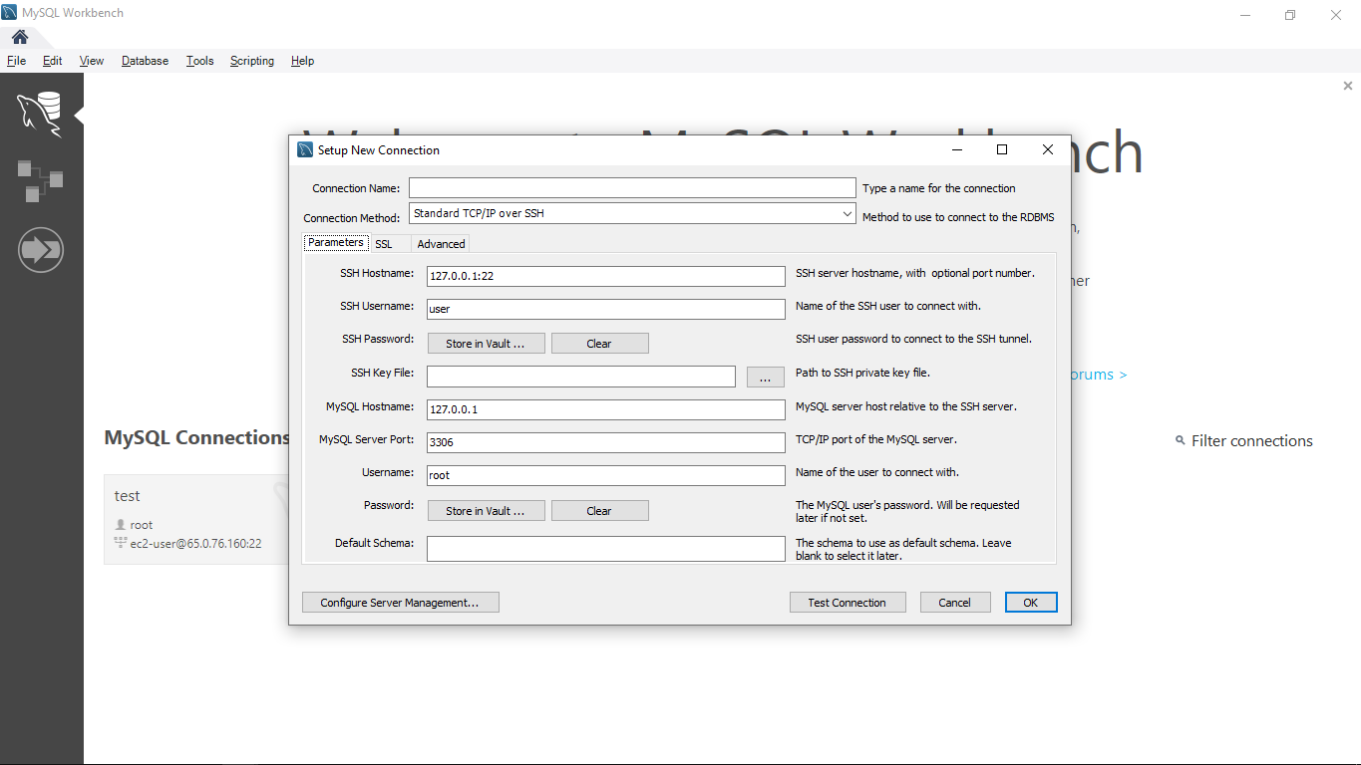 MySQL Workbench
File Edit View Database Tools Scripting Help
Setup New Connection
Connection Name: Type a name for the connection
Connection Method: Standard TCP/IP over SSH Method to use to connect to the RDBMS
Parameters SSL Advanced
SSH Hostname: 127.0.0.1:22 SSH server hostname, with optional port number.
SSH Username: user Name of the SSH user to connect with.
SSH Password: Store in Vault ... Clear SSH user password to connect to the SSH tunnel.
SSH Key File: ... Path to SSH private key file.
MySQL Hostname: 127.0.0.1 MySQL server host relative to the SSH server.
MySQL Server Port: 3306 TCP/IP port of the MySQL server.
Username: root Name of the user to connect with.
Password: Store in Vault ... Clear The MySQL user's password. Will be requested
later if not set.
Default Schema: The schema to use as default schema. Leave
blank to select it later.
Configure Server Management... Test Connection Cancel OK
MySQL Connections
Filter connections
test
root
ec2-user@65.0.76.160:22